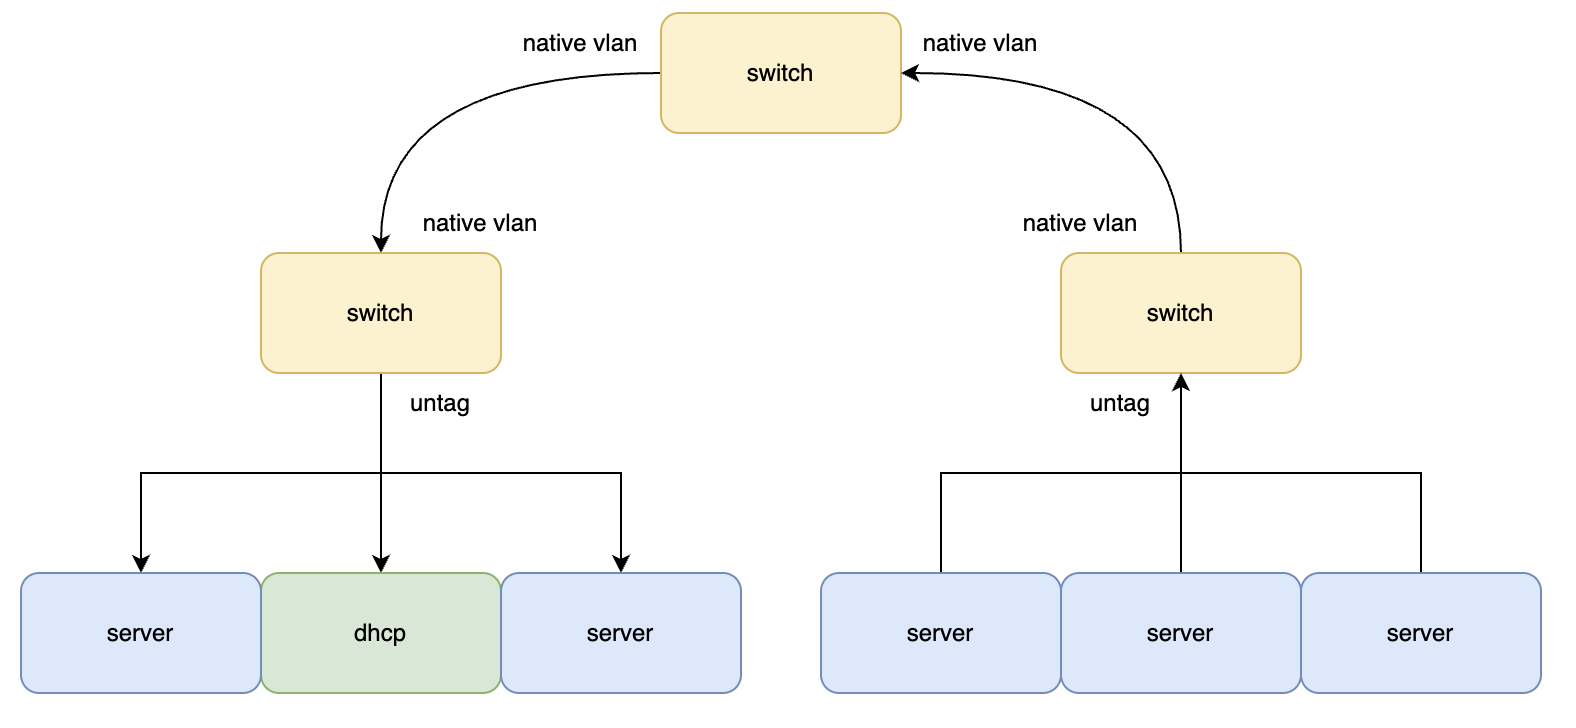 native vlan
switch
native vlan
native vlan
native vlan
switch
switch
untag
untag
server
dhcp
server
server
server
server